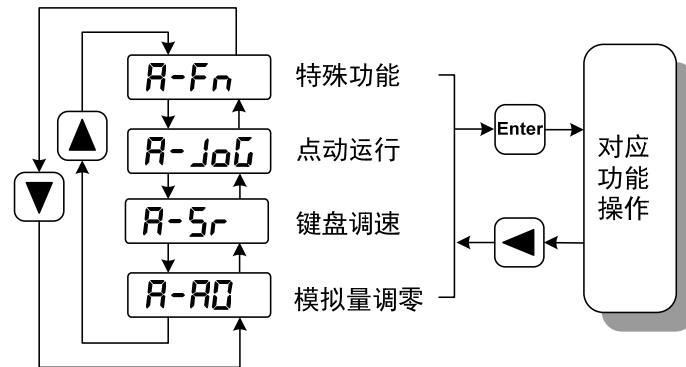 A-Fn 特殊功能
A-JoG 点动运行
A-Sr 键盘调速
A-A0 模拟量调零
Enter
对应
功能
操作